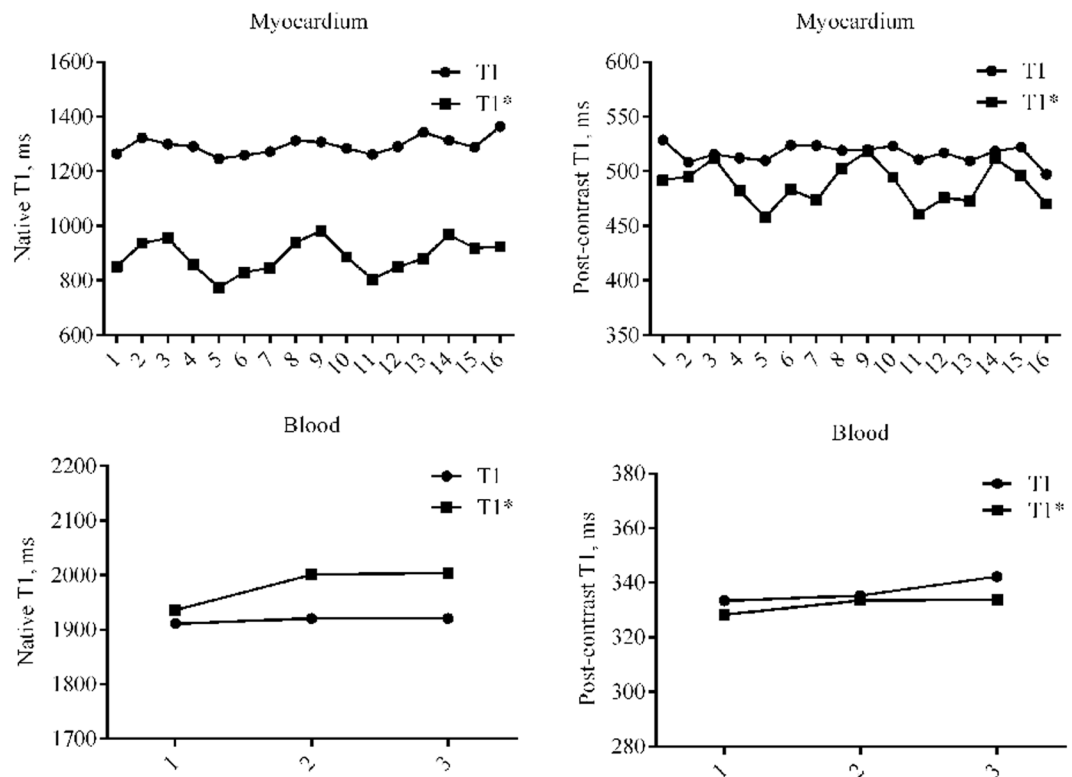 Myocardium
Native T1, ms
1600
1400
1200
1000
800
600
T1
T1*
1 2 3 4 5 6 7 8 9 10 11 12 13 14 15 16
Myocardium
Post-contrast T1, ms
600
550
500
450
400
350
T1
T1*
1 2 3 4 5 6 7 8 9 10 11 12 13 14 15 16
Blood
Native T1, ms
2200
2100
2000
1900
1800
1700
T1
T1*
1 2 3
Blood
Post-contrast T1, ms
380
360
340
320
300
280
T1
T1*
1 2 3